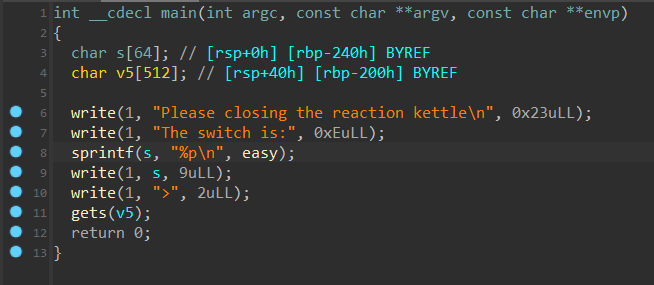 1 int __cdecl main(int argc, const char **argv, const char **envp)
2 {
3   char s[64]; // [rsp+0h] [rbp-240h] BYREF
4   char v5[512]; // [rsp+40h] [rbp-200h] BYREF
5
6   write(1, "Please closing the reaction kettle\n", 0x23uLL);
7   write(1, "The switch is:", 0xEuLL);
8   sprintf(s, "%p\n", easy);
9   write(1, s, 9uLL);
10   write(1, ">", 2uLL);
11   gets(v5);
12   return 0;
13 }